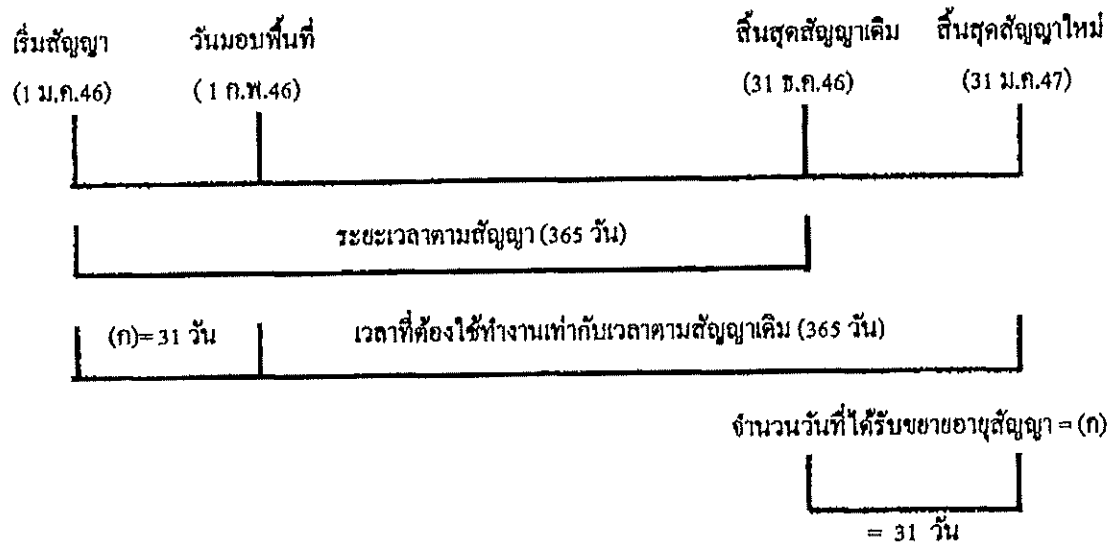 เริ่มสัญญา วันมอบพื้นที่ สิ้นสุดสัญญาเดิม สิ้นสุดสัญญาใหม่
(1 ม.ค.46) ( 1 ก.พ.46) (31 ธ.ค.46) (31 ม.ค.47)
ระยะเวลาตามสัญญา (365 วัน)
(ก)= 31 วัน เวลาที่ต้องใช้ทำงานเท่ากับเวลาตามสัญญาเดิม (365 วัน)
จำนวนวันที่ได้รับขยายอายุสัญญา = (ก)
= 31 วัน